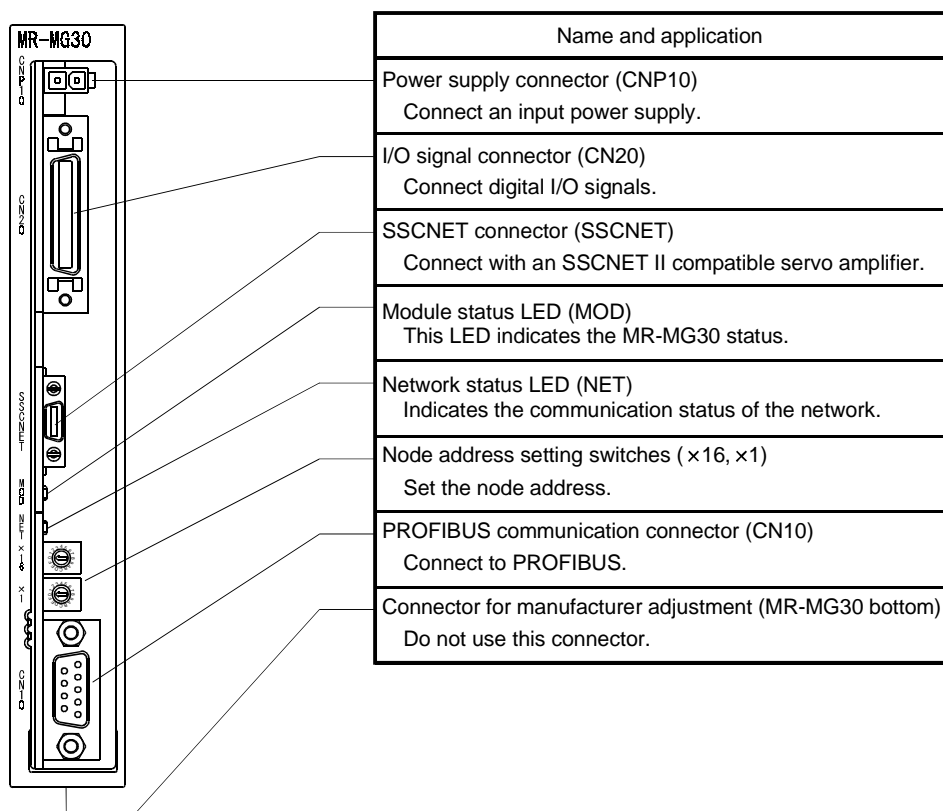 MR-MG30
CNP10
CN20
SSCNET
MOD
NET
×16
×1
CN10
Name and application
Power supply connector (CNP10)
Connect an input power supply.
I/O signal connector (CN20)
Connect digital I/O signals.
SSCNET connector (SSCNET)
Connect with an SSCNET II compatible servo amplifier.
Module status LED (MOD)
This LED indicates the MR-MG30 status.
Network status LED (NET)
Indicates the communication status of the network.
Node address setting switches ( ×16, ×1)
Set the node address.
PROFIBUS communication connector (CN10)
Connect to PROFIBUS.
Connector for manufacturer adjustment (MR-MG30 bottom)
Do not use this connector.